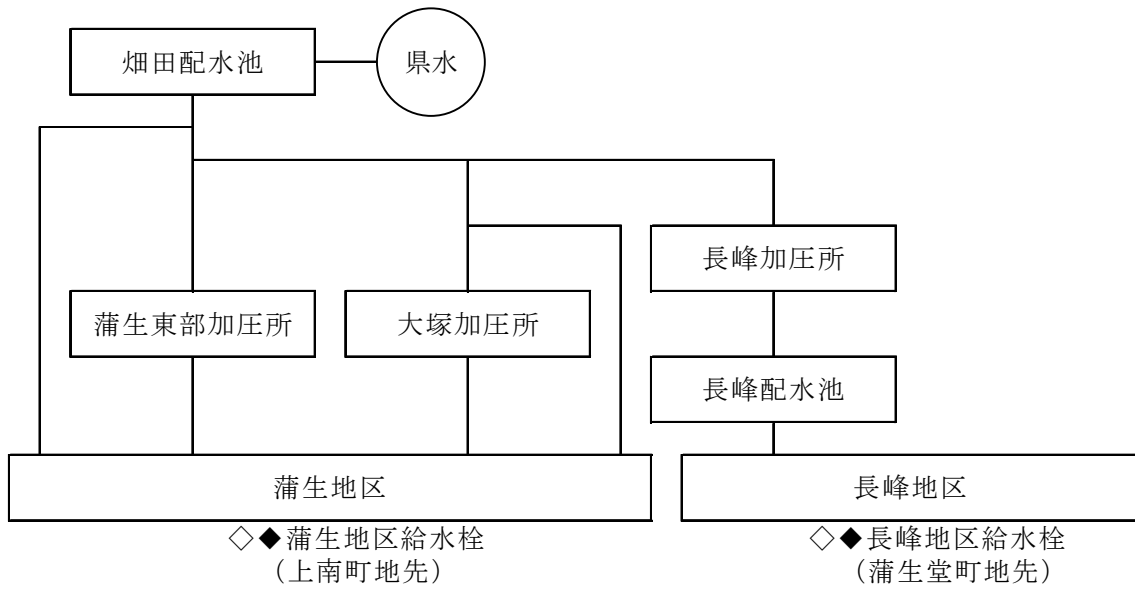 畑田配水池
県水
長峰加圧所
蒲生東部加圧所
大塚加圧所
長峰配水池
蒲生地区
長峰地区
◇◆蒲生地区給水栓
（上南町地先）
◇◆長峰地区給水栓
（蒲生堂町地先）